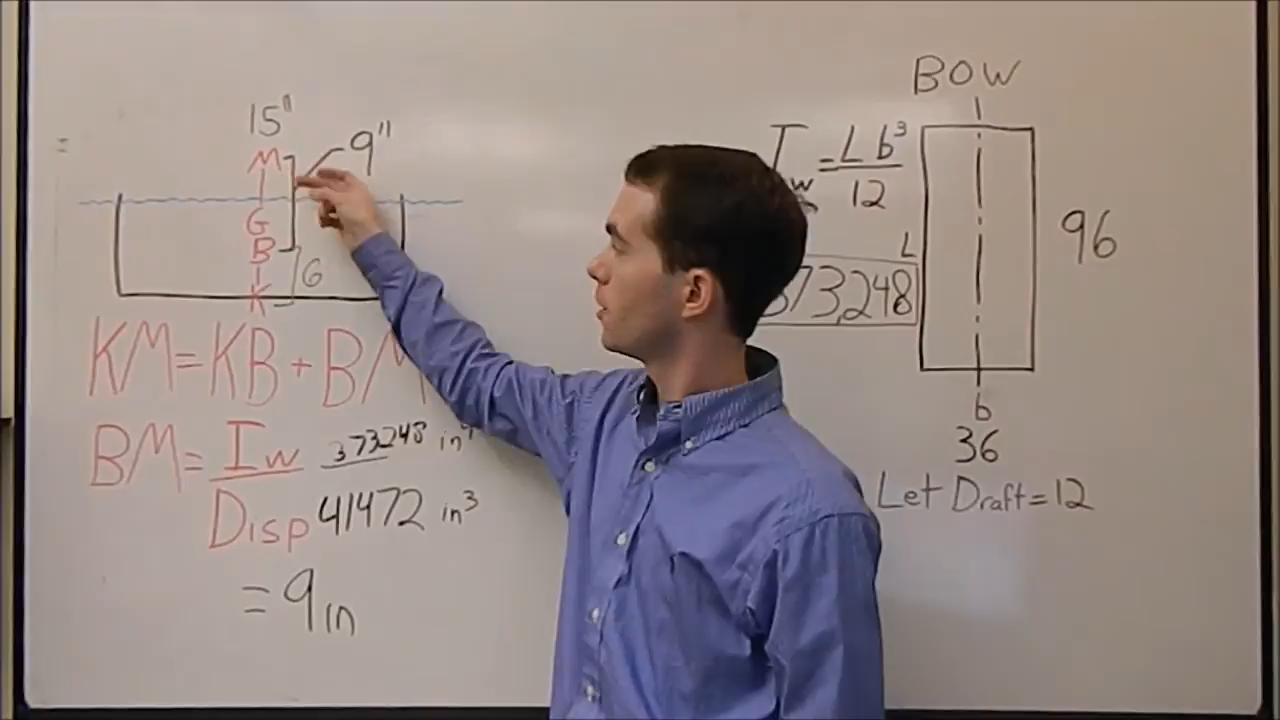 15"
9"
M
G
B
6
K
KM=KB+BM
BM= Iw 373248 in⁴
Disp 41472 in³
= 9 in
BOW
Iw = L b³
12
L
373,248
96
b
36
Let Draft=12